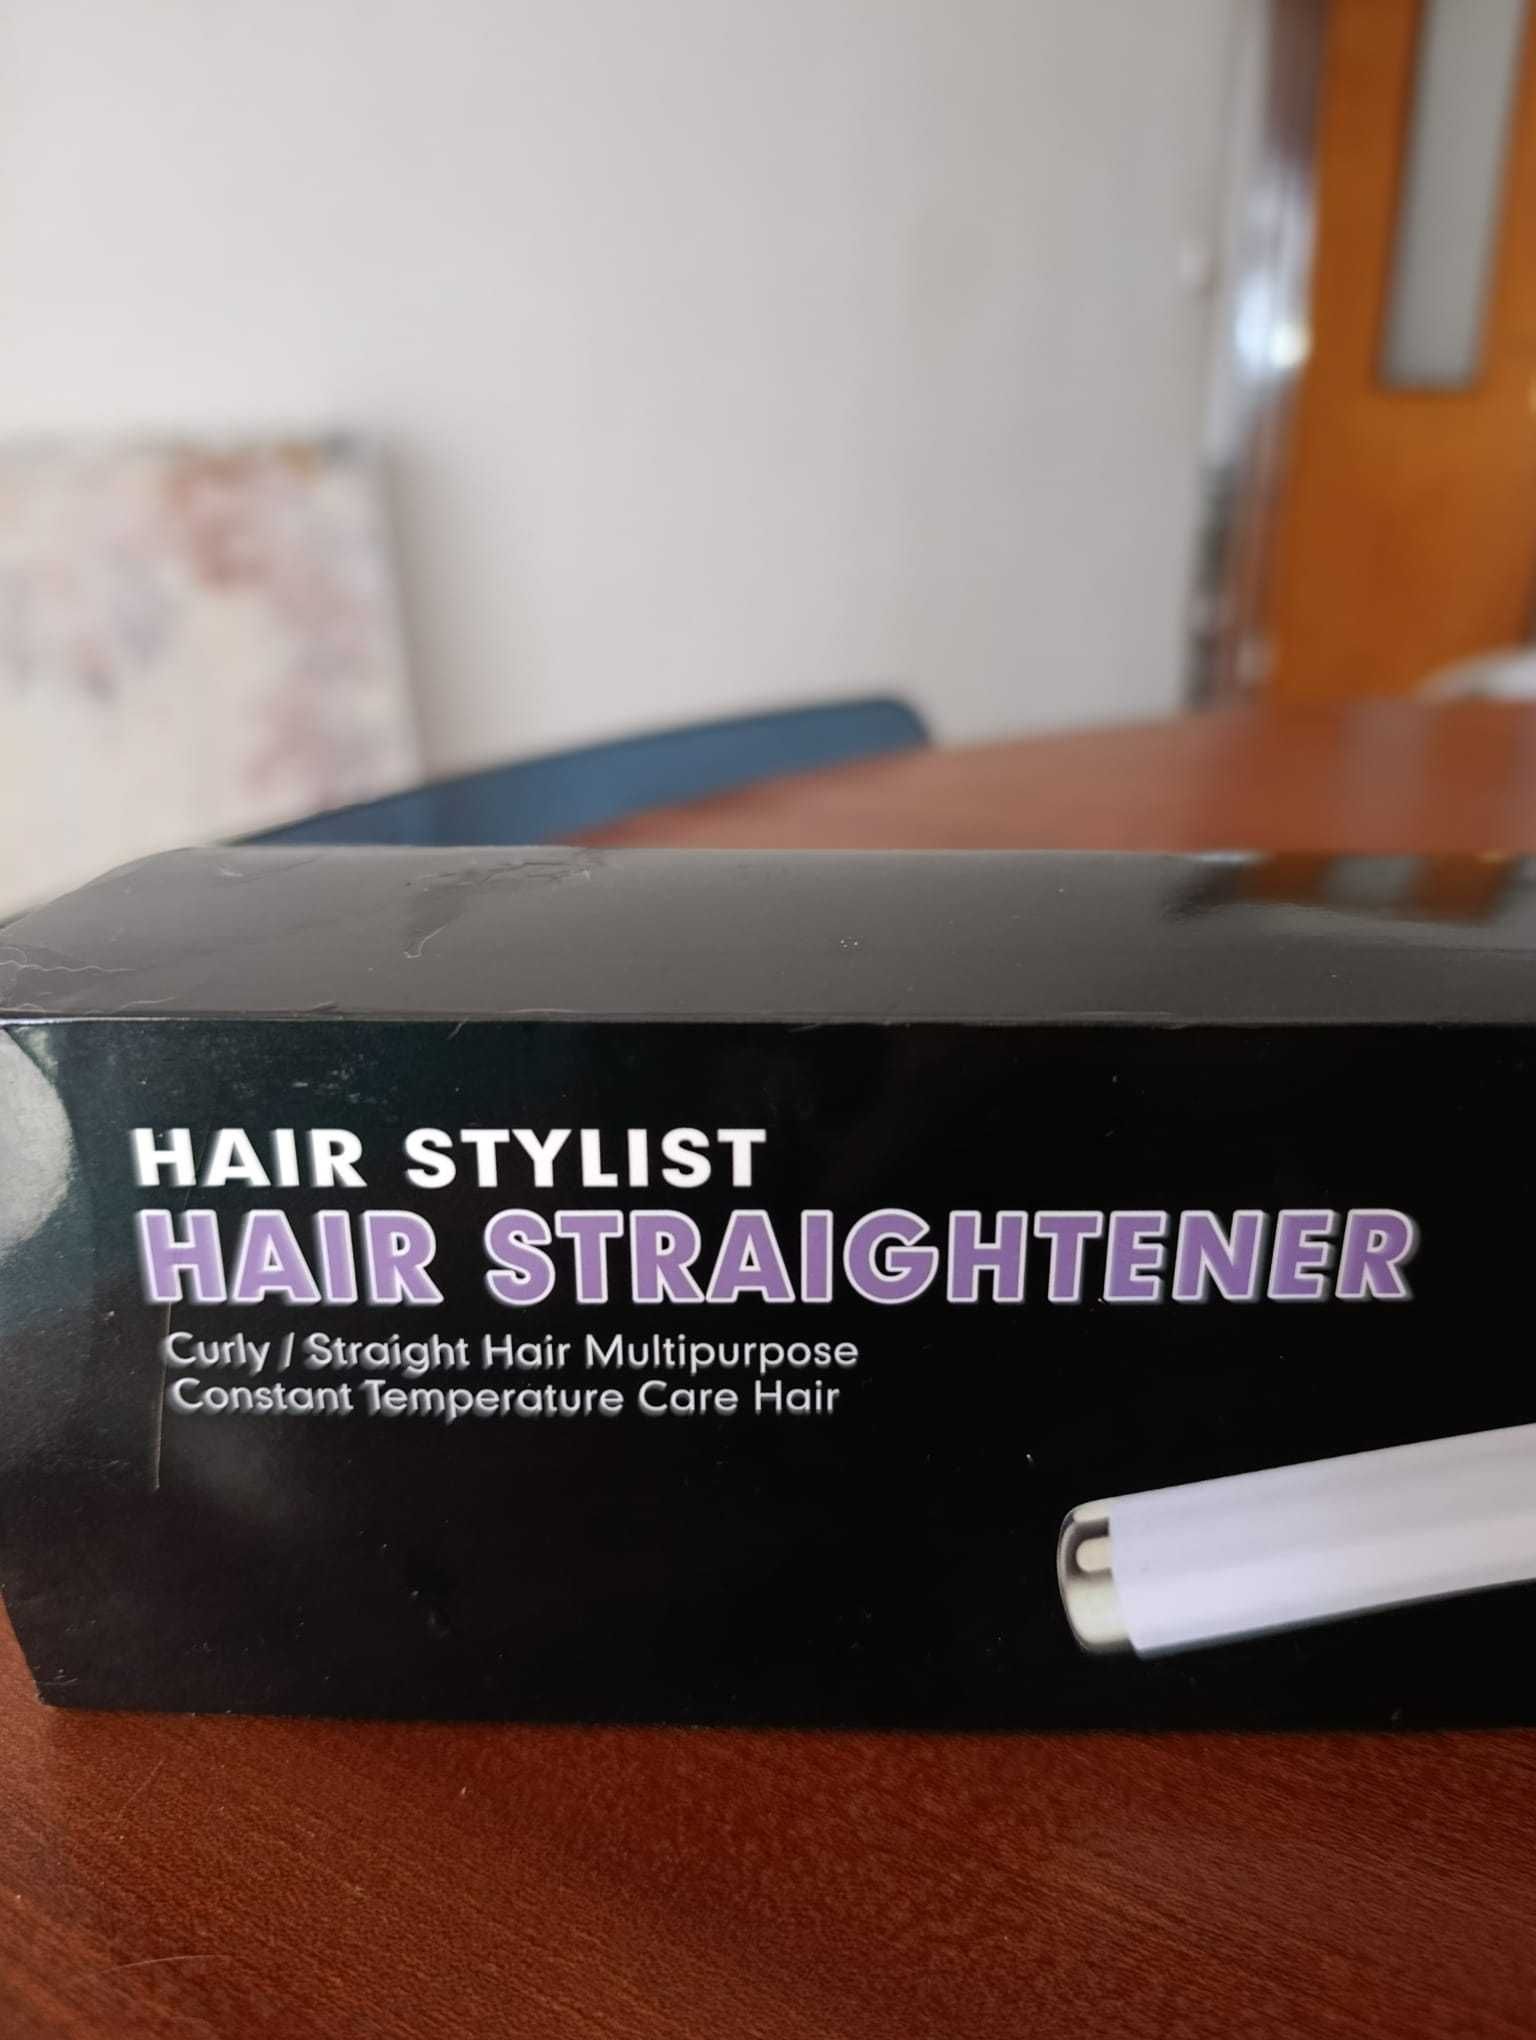 HAIR STYLIST
HAIR STRAIGHTENER
Curly / Straight Hair Multipurpose
Constant Temperature Care Hair